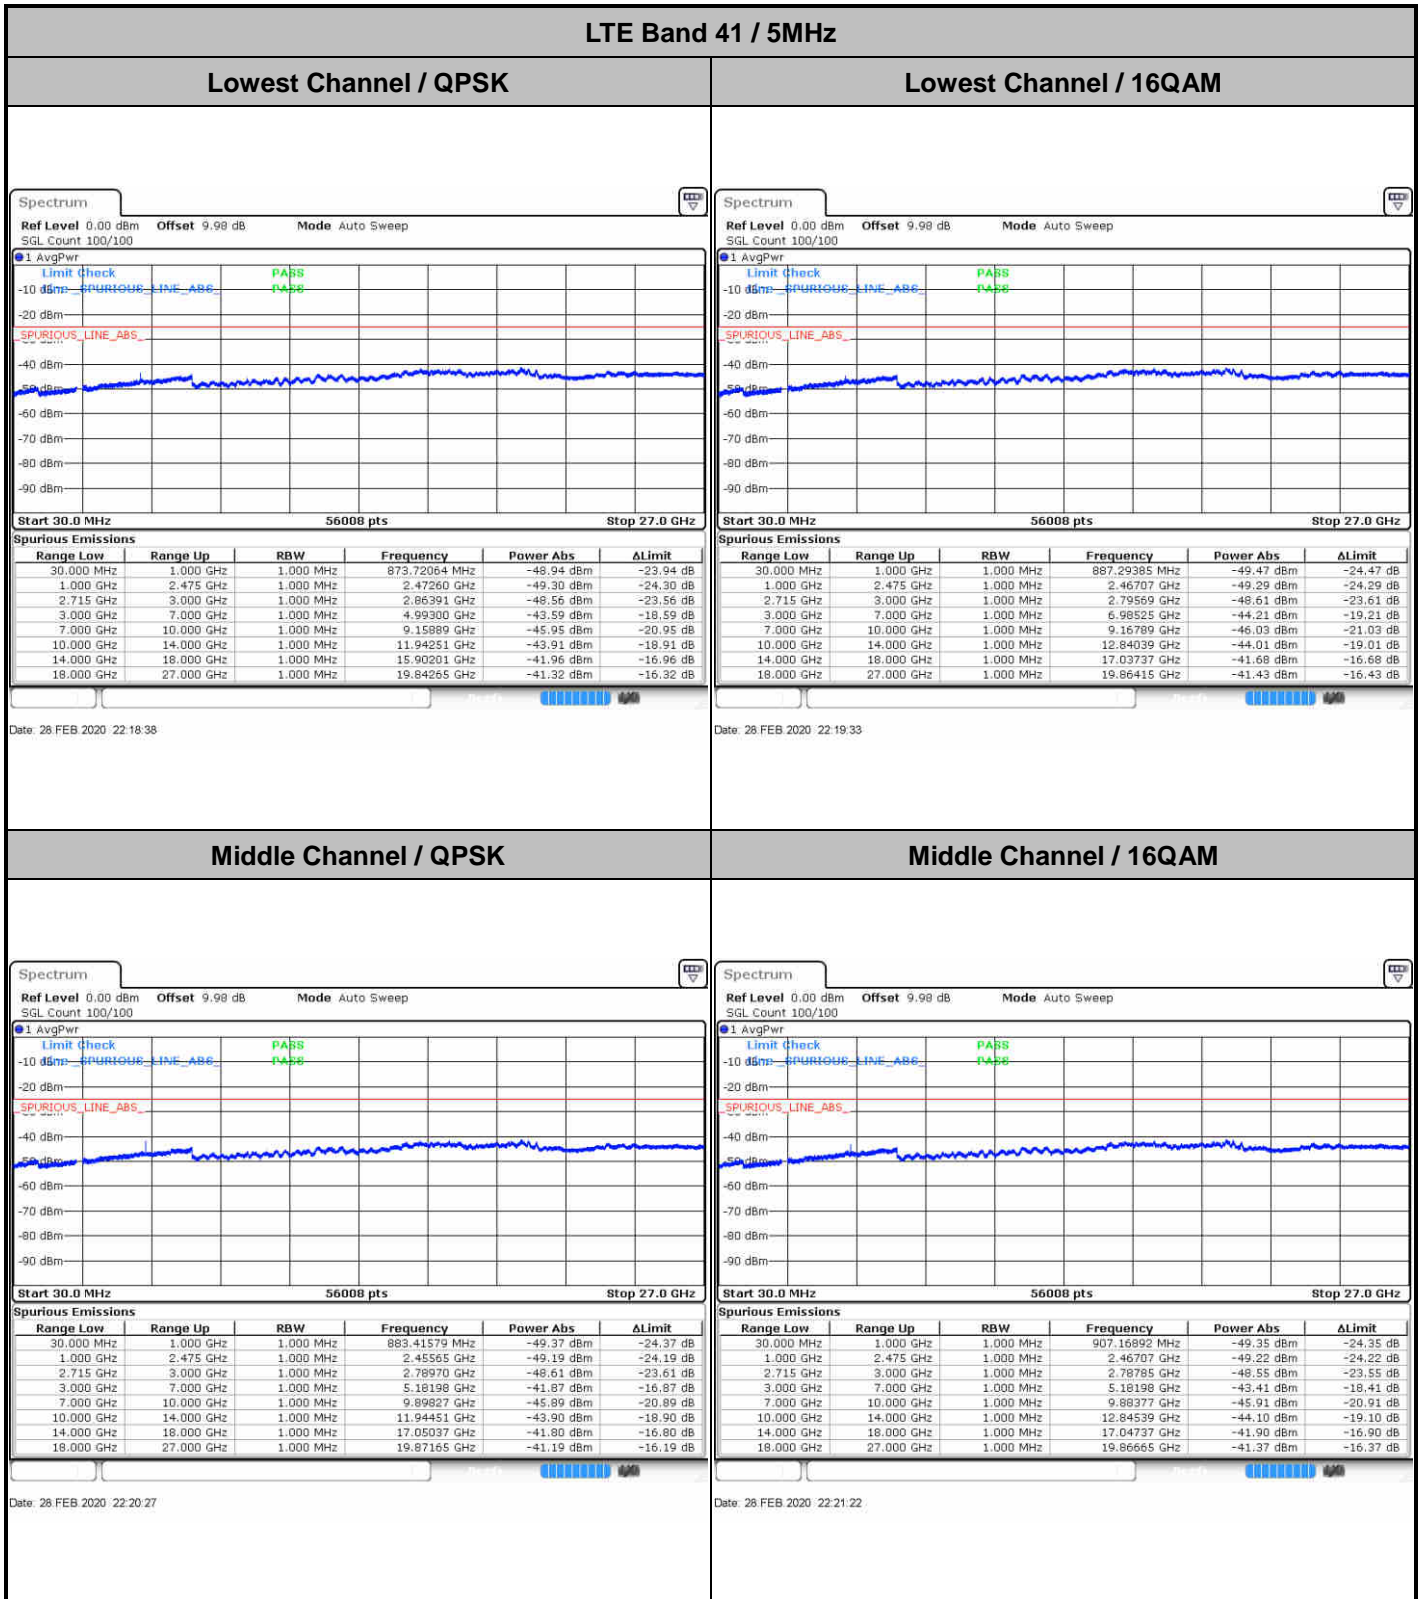 LTE Band 41 / 5MHz
Lowest Channel / QPSK
Lowest Channel / 16QAM
Spectrum
Ref Level 0.00 dBm Offset 9.98 dB Mode Auto Sweep
SGL Count 100/100
1 AvgPwr
Limit Check PASS
-10 dBm Line _SPURIOUS_LINE_ABS_ PASS
-20 dBm
_SPURIOUS_LINE_ABS_
-40 dBm
-50 dBm
-60 dBm
-70 dBm
-80 dBm
-90 dBm
Start 30.0 MHz 56008 pts Stop 27.0 GHz
Spurious Emissions
Range Low Range Up RBW Frequency Power Abs ΔLimit
30.000 MHz 1.000 GHz 1.000 MHz 873.72064 MHz -48.94 dBm -23.94 dB
1.000 GHz 2.475 GHz 1.000 MHz 2.47260 GHz -49.30 dBm -24.30 dB
2.715 GHz 3.000 GHz 1.000 MHz 2.86391 GHz -48.56 dBm -23.56 dB
3.000 GHz 7.000 GHz 1.000 MHz 4.99300 GHz -43.59 dBm -18.59 dB
7.000 GHz 10.000 GHz 1.000 MHz 9.15889 GHz -45.95 dBm -20.95 dB
10.000 GHz 14.000 GHz 1.000 MHz 11.94251 GHz -43.91 dBm -18.91 dB
14.000 GHz 18.000 GHz 1.000 MHz 15.90201 GHz -41.96 dBm -16.96 dB
18.000 GHz 27.000 GHz 1.000 MHz 19.84265 GHz -41.32 dBm -16.32 dB
Date: 28.FEB.2020 22:18:38
Spectrum
Ref Level 0.00 dBm Offset 9.98 dB Mode Auto Sweep
SGL Count 100/100
1 AvgPwr
Limit Check PASS
-10 dBm Line _SPURIOUS_LINE_ABS_ PASS
-20 dBm
_SPURIOUS_LINE_ABS_
-40 dBm
-50 dBm
-60 dBm
-70 dBm
-80 dBm
-90 dBm
Start 30.0 MHz 56008 pts Stop 27.0 GHz
Spurious Emissions
Range Low Range Up RBW Frequency Power Abs ΔLimit
30.000 MHz 1.000 GHz 1.000 MHz 887.29385 MHz -49.47 dBm -24.47 dB
1.000 GHz 2.475 GHz 1.000 MHz 2.46707 GHz -49.29 dBm -24.29 dB
2.715 GHz 3.000 GHz 1.000 MHz 2.79569 GHz -48.61 dBm -23.61 dB
3.000 GHz 7.000 GHz 1.000 MHz 6.98525 GHz -44.21 dBm -19.21 dB
7.000 GHz 10.000 GHz 1.000 MHz 9.16789 GHz -46.03 dBm -21.03 dB
10.000 GHz 14.000 GHz 1.000 MHz 12.84039 GHz -44.01 dBm -19.01 dB
14.000 GHz 18.000 GHz 1.000 MHz 17.03737 GHz -41.68 dBm -16.68 dB
18.000 GHz 27.000 GHz 1.000 MHz 19.86415 GHz -41.43 dBm -16.43 dB
Date: 28.FEB.2020 22:19:33
Middle Channel / QPSK
Middle Channel / 16QAM
Spectrum
Ref Level 0.00 dBm Offset 9.98 dB Mode Auto Sweep
SGL Count 100/100
1 AvgPwr
Limit Check PASS
-10 dBm Line _SPURIOUS_LINE_ABS_ PASS
-20 dBm
_SPURIOUS_LINE_ABS_
-40 dBm
-50 dBm
-60 dBm
-70 dBm
-80 dBm
-90 dBm
Start 30.0 MHz 56008 pts Stop 27.0 GHz
Spurious Emissions
Range Low Range Up RBW Frequency Power Abs ΔLimit
30.000 MHz 1.000 GHz 1.000 MHz 883.41579 MHz -49.37 dBm -24.37 dB
1.000 GHz 2.475 GHz 1.000 MHz 2.45565 GHz -49.19 dBm -24.19 dB
2.715 GHz 3.000 GHz 1.000 MHz 2.78970 GHz -48.61 dBm -23.61 dB
3.000 GHz 7.000 GHz 1.000 MHz 5.18198 GHz -41.87 dBm -16.87 dB
7.000 GHz 10.000 GHz 1.000 MHz 9.89827 GHz -45.89 dBm -20.89 dB
10.000 GHz 14.000 GHz 1.000 MHz 11.94451 GHz -43.90 dBm -18.90 dB
14.000 GHz 18.000 GHz 1.000 MHz 17.05037 GHz -41.80 dBm -16.80 dB
18.000 GHz 27.000 GHz 1.000 MHz 19.87165 GHz -41.19 dBm -16.19 dB
Date: 28.FEB.2020 22:20:27
Spectrum
Ref Level 0.00 dBm Offset 9.98 dB Mode Auto Sweep
SGL Count 100/100
1 AvgPwr
Limit Check PASS
-10 dBm Line _SPURIOUS_LINE_ABS_ PASS
-20 dBm
_SPURIOUS_LINE_ABS_
-40 dBm
-50 dBm
-60 dBm
-70 dBm
-80 dBm
-90 dBm
Start 30.0 MHz 56008 pts Stop 27.0 GHz
Spurious Emissions
Range Low Range Up RBW Frequency Power Abs ΔLimit
30.000 MHz 1.000 GHz 1.000 MHz 907.16892 MHz -49.35 dBm -24.35 dB
1.000 GHz 2.475 GHz 1.000 MHz 2.46707 GHz -49.22 dBm -24.22 dB
2.715 GHz 3.000 GHz 1.000 MHz 2.78785 GHz -48.55 dBm -23.55 dB
3.000 GHz 7.000 GHz 1.000 MHz 5.18198 GHz -43.41 dBm -18.41 dB
7.000 GHz 10.000 GHz 1.000 MHz 9.88377 GHz -45.91 dBm -20.91 dB
10.000 GHz 14.000 GHz 1.000 MHz 12.84539 GHz -44.10 dBm -19.10 dB
14.000 GHz 18.000 GHz 1.000 MHz 17.04737 GHz -41.90 dBm -16.90 dB
18.000 GHz 27.000 GHz 1.000 MHz 19.86665 GHz -41.37 dBm -16.37 dB
Date: 28.FEB.2020 22:21:22